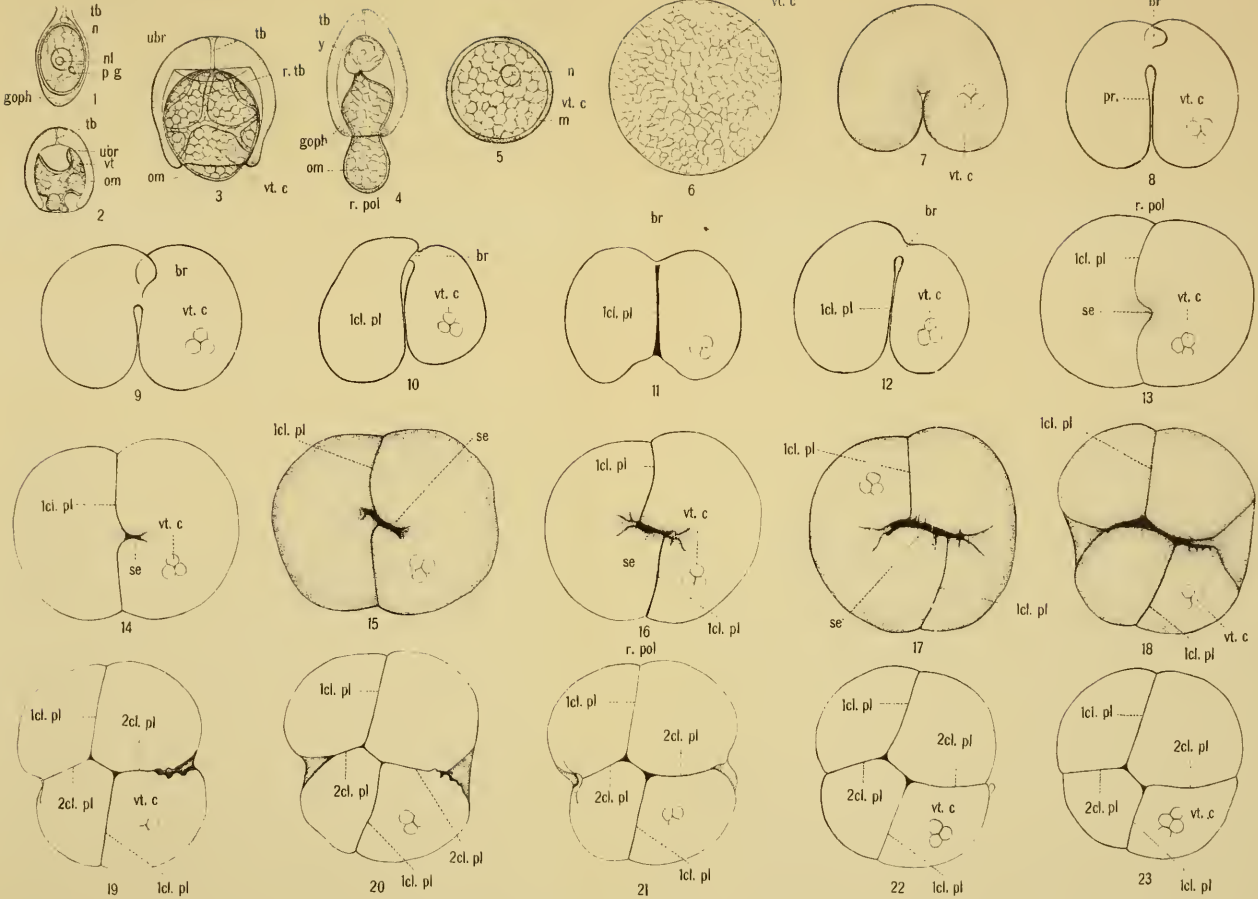 tb
n
nl
p g
goph
1
tb
ubr
vt
om
2
ubr
tb
r. tb
om
vt. c
3
tb
y
goph
om
r. pol
4
n
vt. c
m
5
vt. c
6
vt. c
7
br
pr.
vt. c
8
br
vt. c
9
br
vt. c
1cl. pl
10
br
1cl. pl
11
br
1cl. pl
vt. c
12
r. pol
1cl. pl
vt. c
se
13
1cl. pl
vt. c
se
14
1cl. pl
se
15
1cl. pl
vt. c
se
1cl. pl
16
r. pol
1cl. pl
se
1cl. pl
17
1cl. pl
vt. c
1cl. pl
18
1cl. pl
2cl. pl
2cl. pl
vt. c
1cl. pl
19
1cl. pl
2cl. pl
2cl. pl
1cl. pl
20
1cl. pl
2cl. pl
2cl. pl
1cl. pl
21
1cl. pl
2cl. pl
2cl. pl
vt. c
1cl. pl
22
1cl. pl
2cl. pl
2cl. pl
vt. c
1cl. pl
23